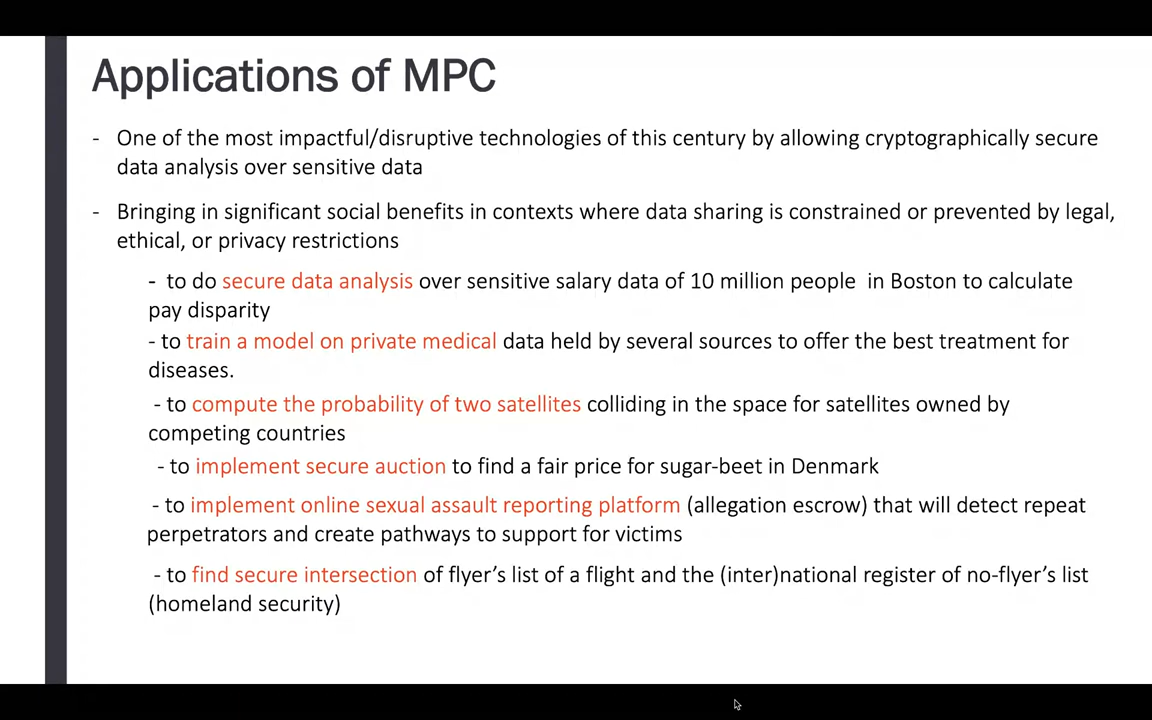 Applications of MPC
- One of the most impactful/disruptive technologies of this century by allowing cryptographically secure
data analysis over sensitive data
- Bringing in significant social benefits in contexts where data sharing is constrained or prevented by legal,
ethical, or privacy restrictions
- to do secure data analysis over sensitive salary data of 10 million people in Boston to calculate
pay disparity
- to train a model on private medical data held by several sources to offer the best treatment for
diseases.
- to compute the probability of two satellites colliding in the space for satellites owned by
competing countries
- to implement secure auction to find a fair price for sugar-beet in Denmark
- to implement online sexual assault reporting platform (allegation escrow) that will detect repeat
perpetrators and create pathways to support for victims
- to find secure intersection of flyer’s list of a flight and the (inter)national register of no-flyer’s list
(homeland security)